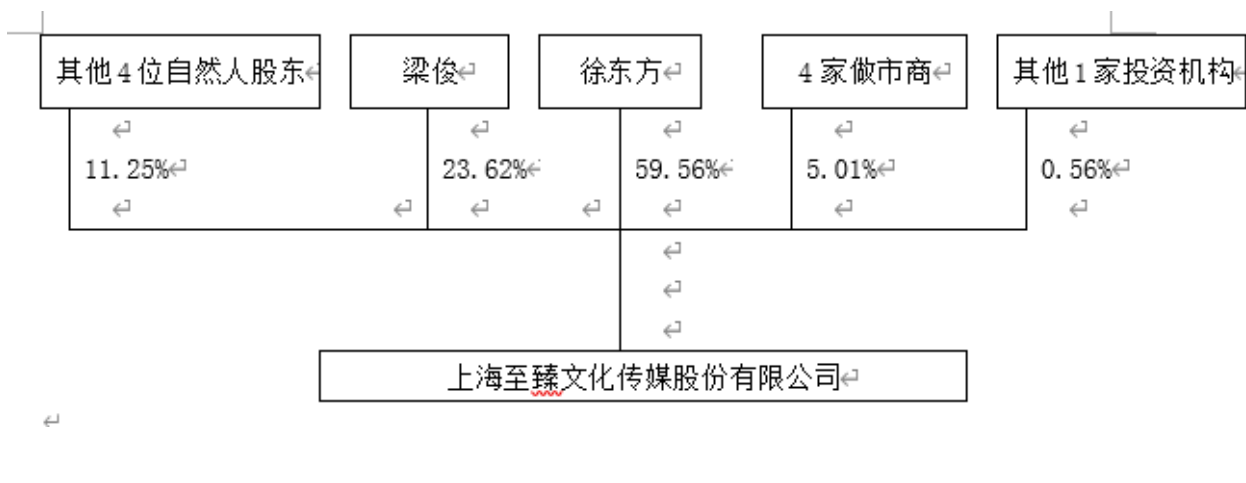 其他4位自然人股东
梁俊
徐东方
4家做市商
其他1家投资机构
11.25%
23.62%
59.56%
5.01%
0.56%
上海至臻文化传媒股份有限公司